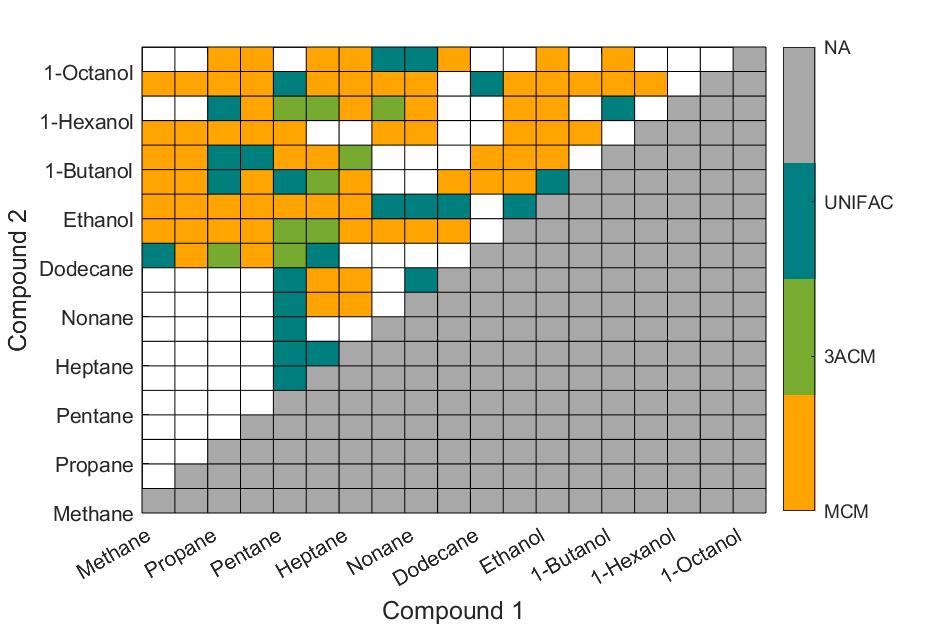 NA
1-Octanol
1-Hexanol
1-Butanol
UNIFAC
Ethanol
Dodecane
Nonane
3ACM
Heptane
Pentane
Propane
Methane
MCM
Compound 2
Methane
Propane
Pentane
Heptane
Nonane
Dodecane
Ethanol
1-Butanol
1-Hexanol
1-Octanol
Compound 1